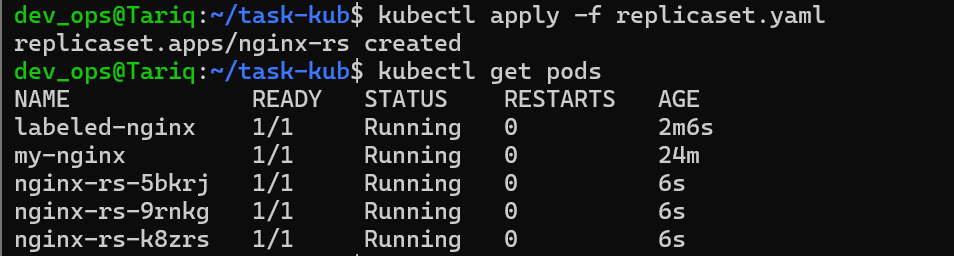 dev_ops@Tariq:~/task-kub$ kubectl apply -f replicaset.yaml
replicaset.apps/nginx-rs created
dev_ops@Tariq:~/task-kub$ kubectl get pods
NAME             READY   STATUS    RESTARTS   AGE
labeled-nginx    1/1     Running   0          2m6s
my-nginx         1/1     Running   0          24m
nginx-rs-5bkrj   1/1     Running   0          6s
nginx-rs-9rnkg   1/1     Running   0          6s
nginx-rs-k8zrs   1/1     Running   0          6s